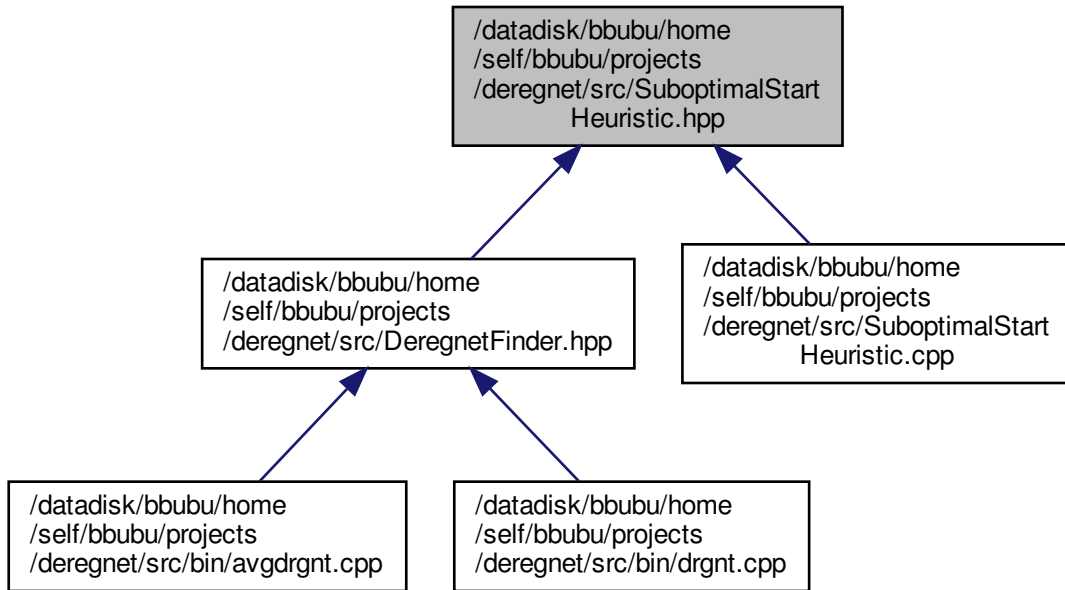 /datadisk/bbubu/home
/self/bbubu/projects
/deregnet/src/SuboptimalStart
Heuristic.hpp
/datadisk/bbubu/home
/self/bbubu/projects
/deregnet/src/DeregnetFinder.hpp
/datadisk/bbubu/home
/self/bbubu/projects
/deregnet/src/SuboptimalStart
Heuristic.cpp
/datadisk/bbubu/home
/self/bbubu/projects
/deregnet/src/bin/avgdrgnt.cpp
/datadisk/bbubu/home
/self/bbubu/projects
/deregnet/src/bin/drgnt.cpp